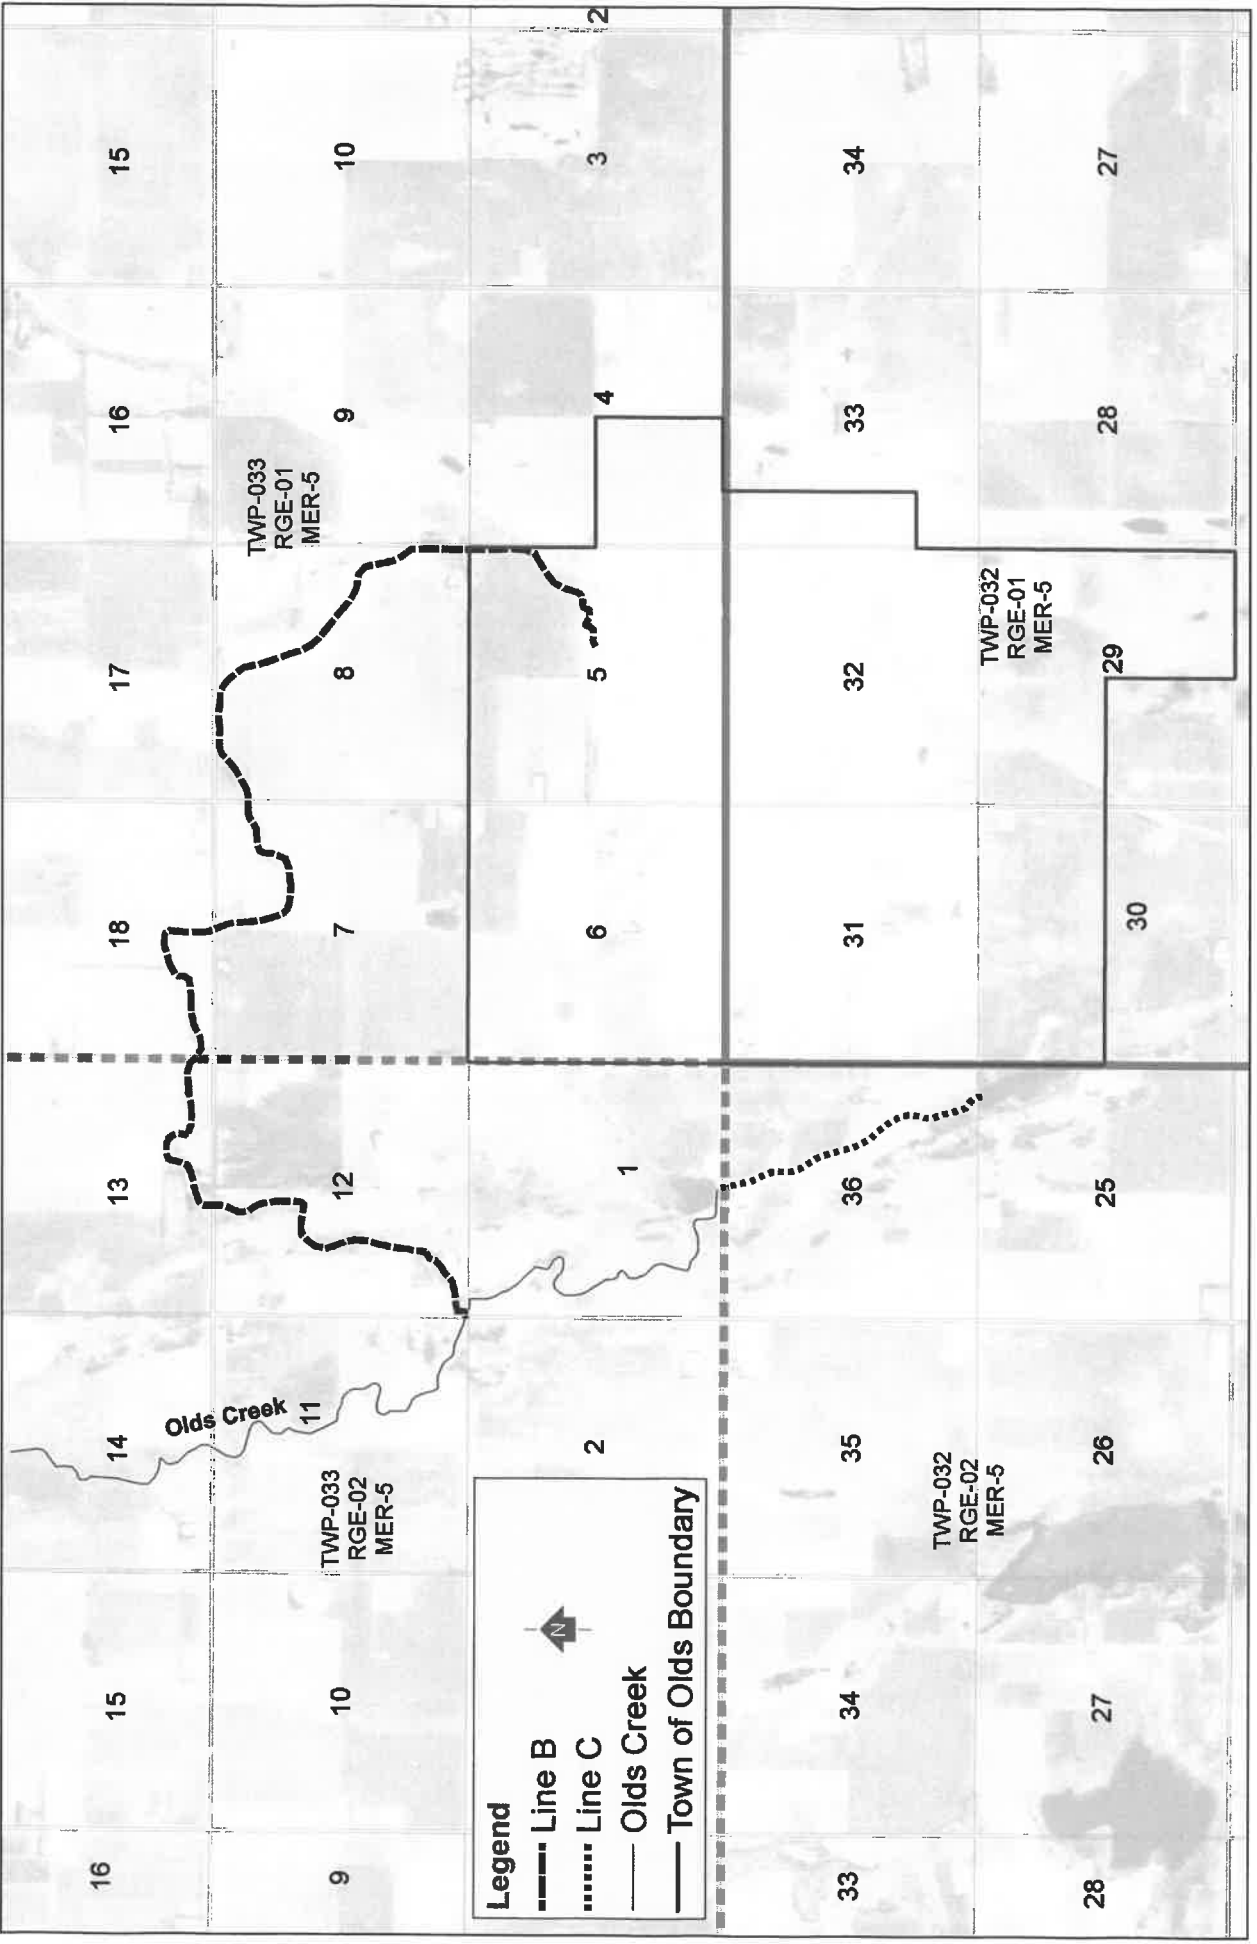 16
15
14
13
18
17
16
15
Olds Creek
TWP-033
RGE-01
MER-5
9
10
11
12
7
8
9
10
TWP-033
RGE-02
MER-5
Legend
N
Line B
Line C
Olds Creek
Town of Olds Boundary
2
1
6
5
4
3
2
33
34
35
36
31
32
33
34
TWP-032
RGE-02
MER-5
TWP-032
RGE-01
MER-5
28
27
26
25
30
29
28
27